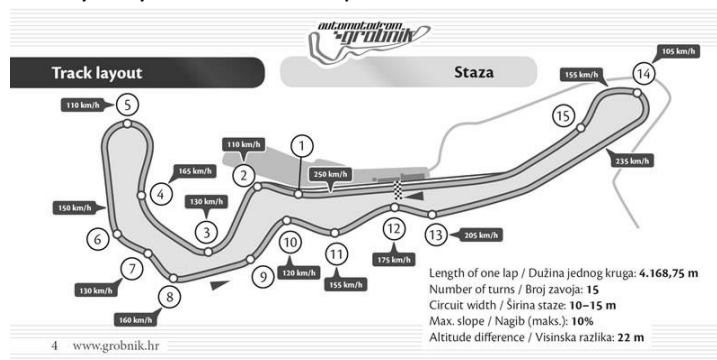 automotodrom
grobnik
Track layout
Staza
105 km/h
155 km/h
14
110 km/h
5
15
110 km/h
1
2
250 km/h
235 km/h
165 km/h
4
130 km/h
150 km/h
3
6
7
10
11
12
13
205 km/h
9
120 km/h
175 km/h
130 km/h
8
155 km/h
160 km/h
Length of one lap / Dužina jednog kruga: 4.168,75 m
Number of turns / Broj zavoja: 15
Circuit width / Širina staze: 10–15 m
Max. slope / Nagib (maks.): 10%
Altitude difference / Visinska razlika: 22 m
4 www.grobnik.hr